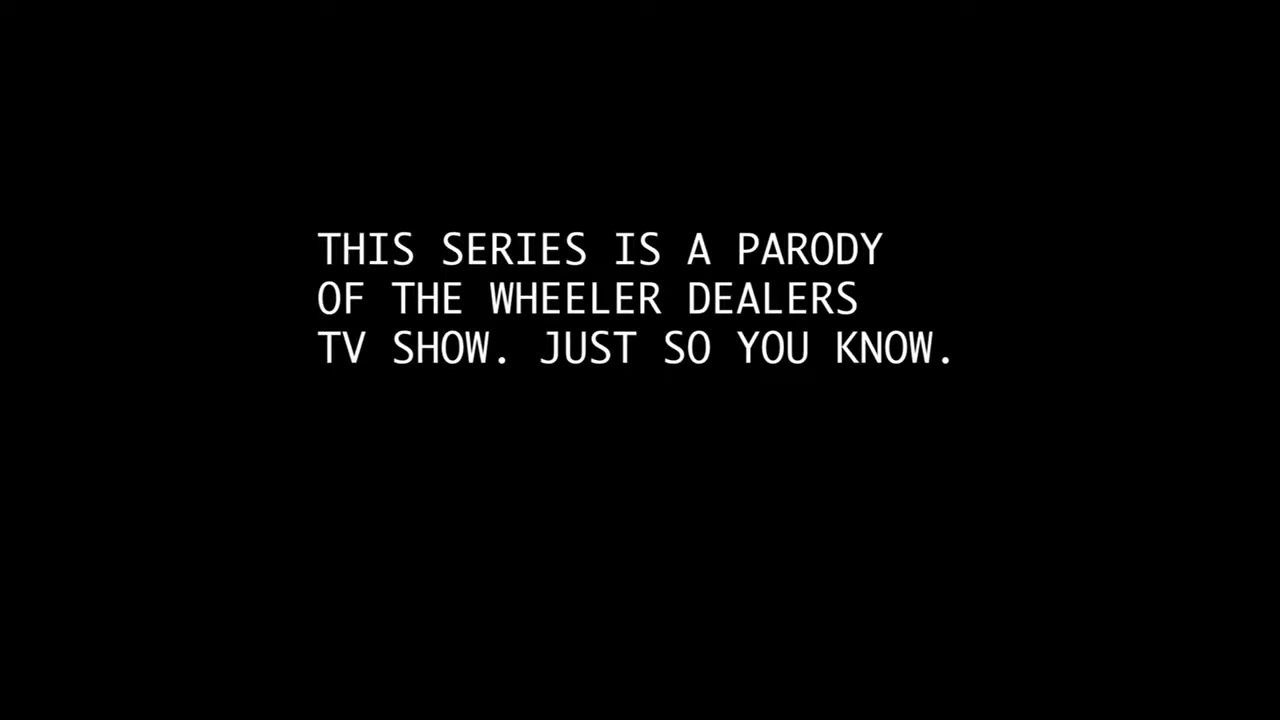 THIS SERIES IS A PARODY
OF THE WHEELER DEALERS
TV SHOW. JUST SO YOU KNOW.